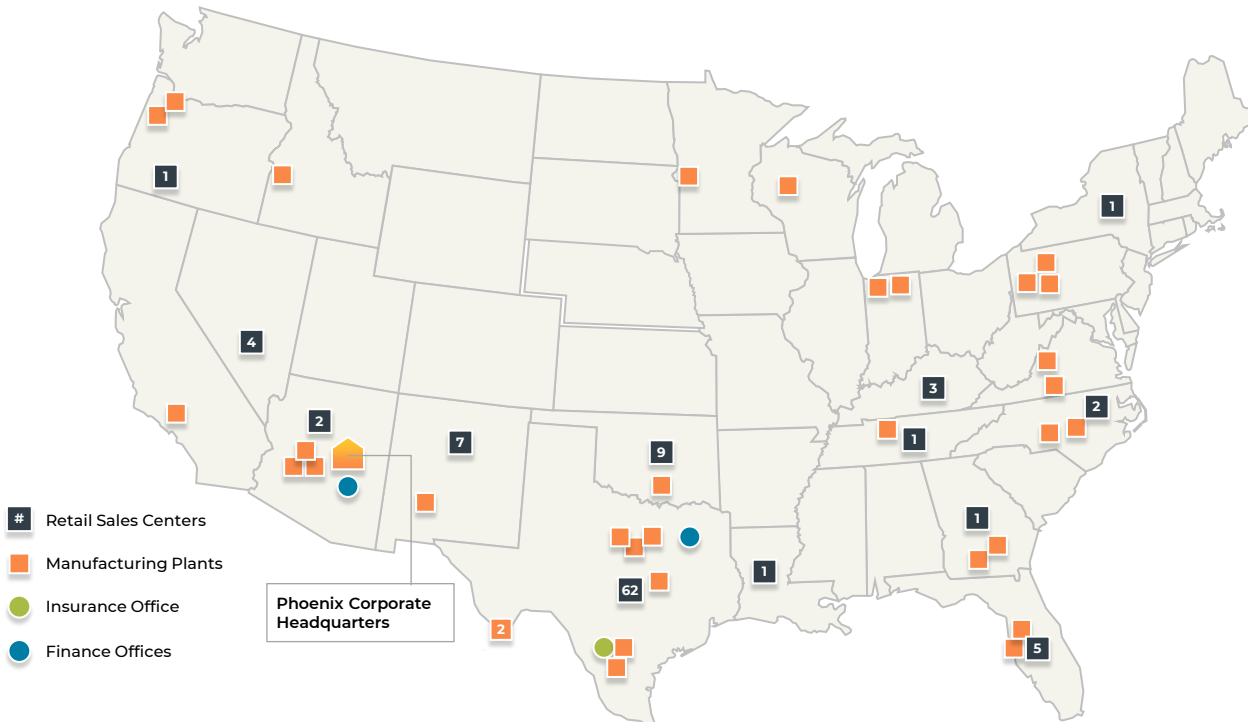 1
1
4
3
2
2
1
7
9
1
# Retail Sales Centers
Manufacturing Plants
1
62
Insurance Office
Phoenix Corporate
Headquarters
2
5
Finance Offices